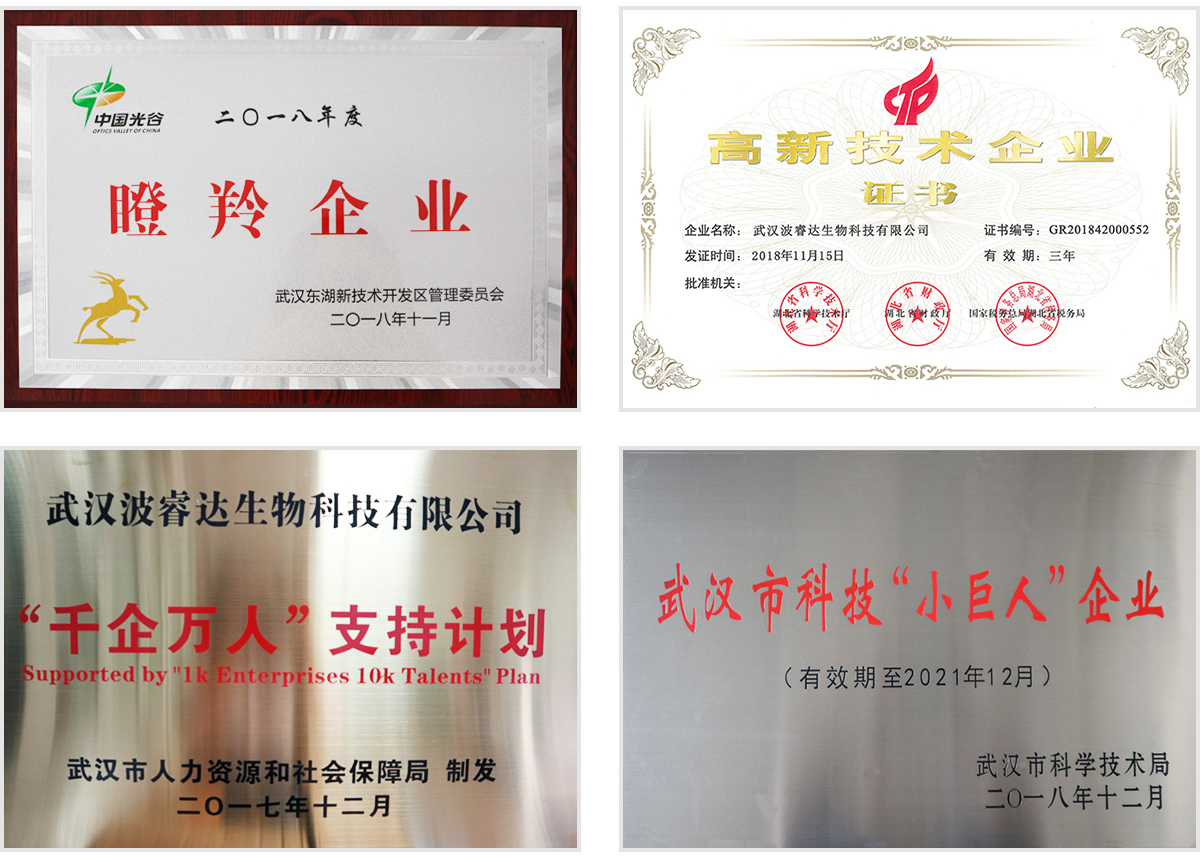 中国光谷
OPTICS VALLEY OF CHINA
二〇一八年度
瞪羚企业
武汉东湖新技术开发区管理委员会
二〇一八年十一月
高新技术企业
证书
企业名称：武汉波睿达生物科技有限公司
证书编号：GR201842000552
发证时间：2018年11月15日
有效期：三年
批准机关：
湖北省科学技术厅
湖北省财政厅
国家税务总局湖北省税务局
武汉波睿达生物科技有限公司
“千企万人”支持计划
Supported by "1k Enterprises 10k Talents" Plan
武汉市人力资源和社会保障局 制发
二〇一七年十二月
武汉市科技“小巨人”企业
（有效期至2021年12月）
武汉市科学技术局
二〇一八年十二月